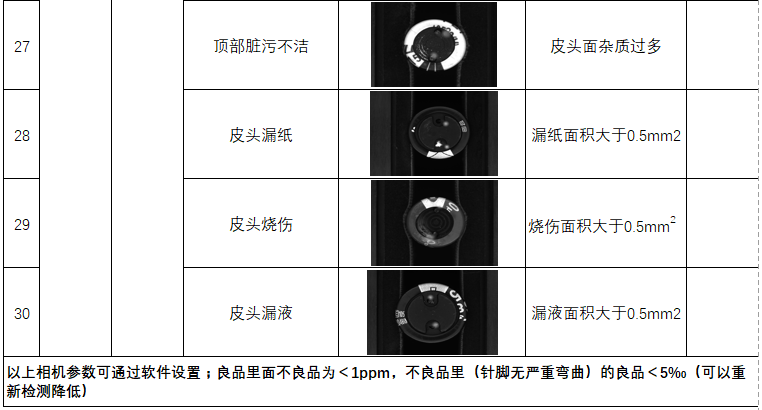 27 顶部脏污不洁 皮头面杂质过多
28 皮头漏纸 漏纸面积大于0.5mm2
29 皮头烧伤 烧伤面积大于0.5mm²
30 皮头漏液 漏液面积大于0.5mm2
以上相机参数可通过软件设置；良品里面不良品为＜1ppm，不良品里（针脚无严重弯曲）的良品＜5‰（可以重
新检测降低）